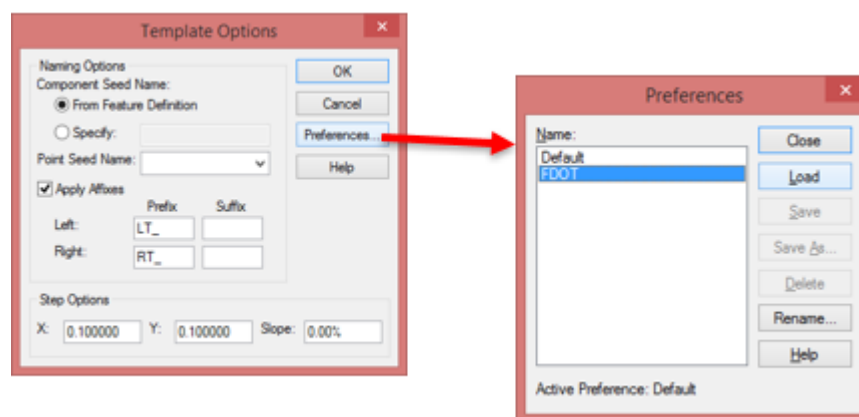 Template Options
Naming Options
Component Seed Name:
From Feature Definition
Specify:
Point Seed Name:
Apply Affixes
Prefix Suffix
Left: LT_
Right: RT_
Step Options
X: 0.100000 Y: 0.100000 Slope: 0.00%
OK
Cancel
Preferences...
Help
Preferences
Name:
Default
FDOT
Close
Load
Save
Save As...
Delete
Rename...
Help
Active Preference: Default